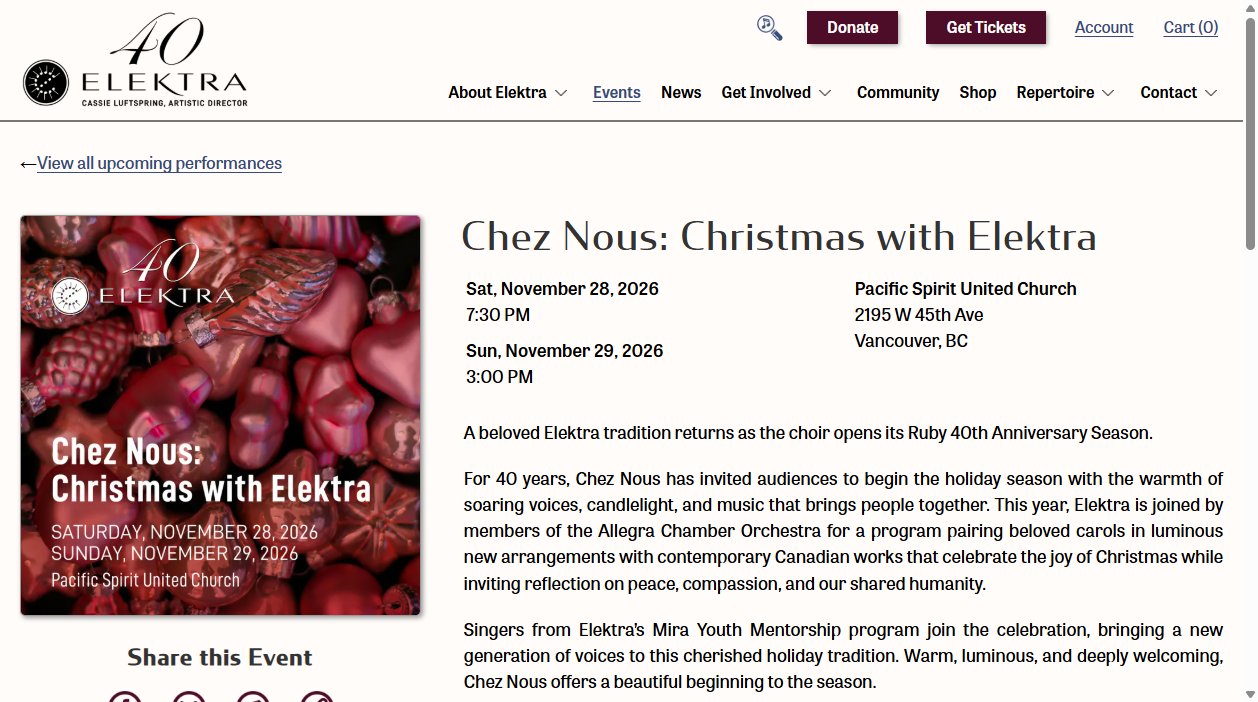 40
ELEKTRA
CASSIE LUFTSPRING, ARTISTIC DIRECTOR
Donate
Get Tickets
Account
Cart (0)
About Elektra
Events
News
Get Involved
Community
Shop
Repertoire
Contact
←View all upcoming performances
40
ELEKTRA
Chez Nous:
Christmas with Elektra
SATURDAY, NOVEMBER 28, 2026
SUNDAY, NOVEMBER 29, 2026
Pacific Spirit United Church
Share this Event
Chez Nous: Christmas with Elektra
Sat, November 28, 2026
7:30 PM
Sun, November 29, 2026
3:00 PM
Pacific Spirit United Church
2195 W 45th Ave
Vancouver, BC
A beloved Elektra tradition returns as the choir opens its Ruby 40th Anniversary Season.
For 40 years, Chez Nous has invited audiences to begin the holiday season with the warmth of
soaring voices, candlelight, and music that brings people together. This year, Elektra is joined by
members of the Allegra Chamber Orchestra for a program pairing beloved carols in luminous
new arrangements with contemporary Canadian works that celebrate the joy of Christmas while
inviting reflection on peace, compassion, and our shared humanity.
Singers from Elektra's Mira Youth Mentorship program join the celebration, bringing a new
generation of voices to this cherished holiday tradition. Warm, luminous, and deeply welcoming,
Chez Nous offers a beautiful beginning to the season.